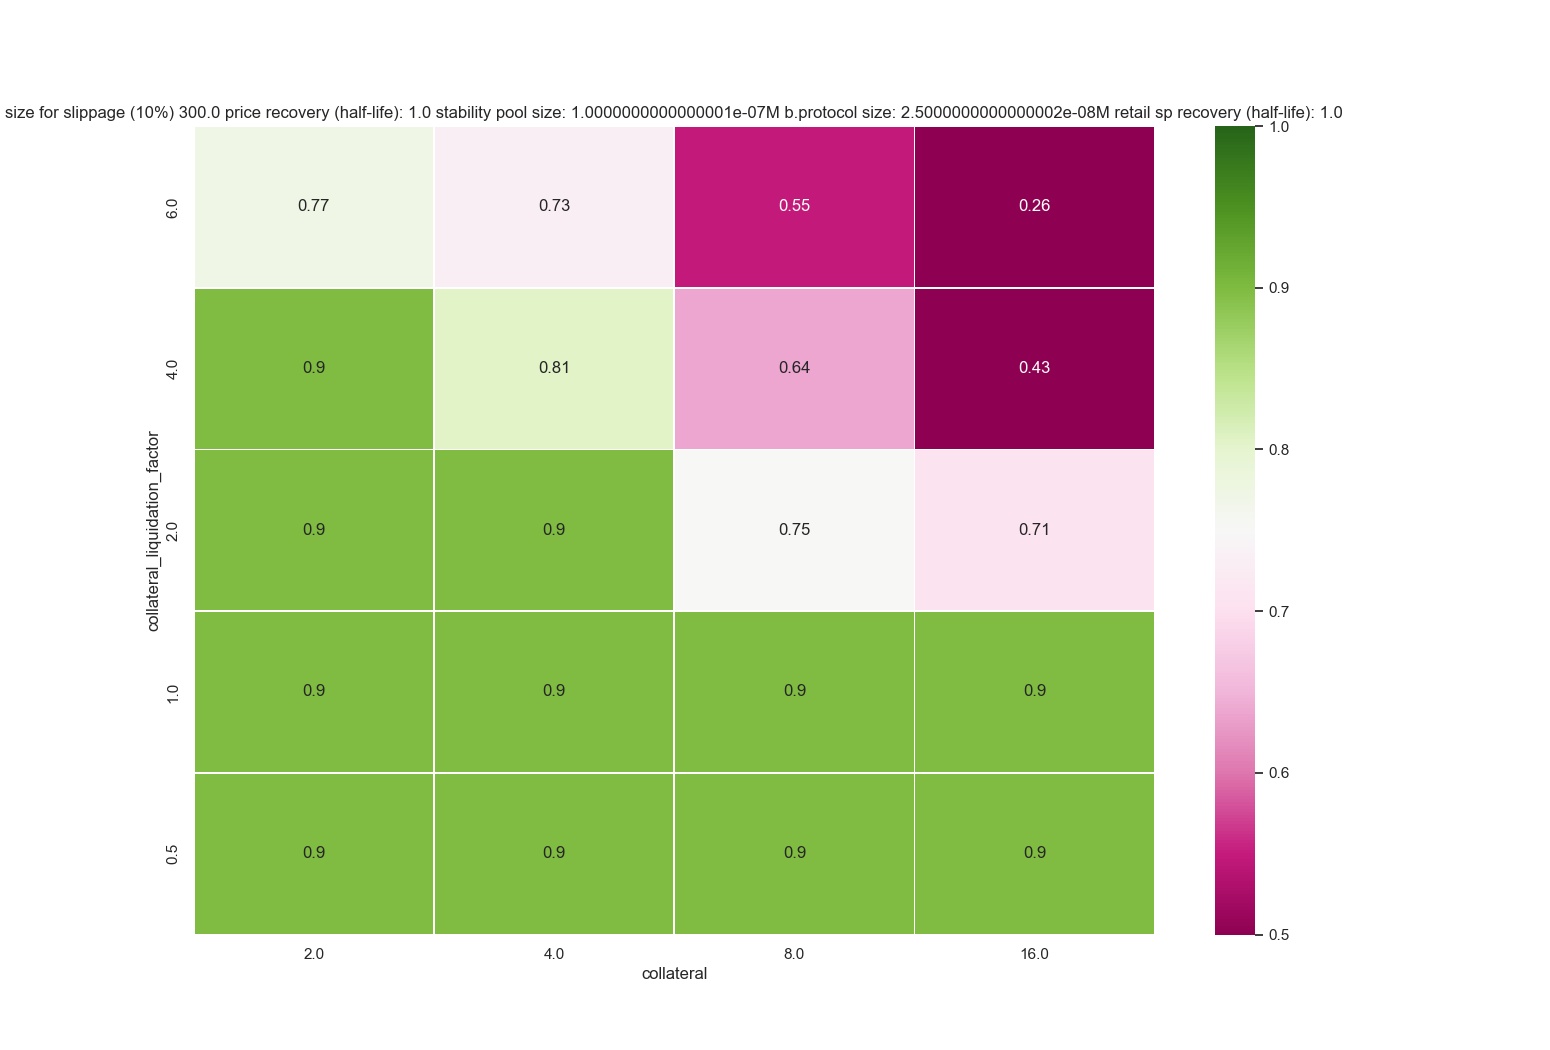 size for slippage (10%) 300.0 price recovery (half-life): 1.0 stability pool size: 1.0000000000000001e-07M b.protocol size: 2.5000000000000002e-08M retail sp recovery (half-life): 1.0
1.0
6.0 0.77 0.73 0.55 0.26
0.9
4.0 0.9 0.81 0.64 0.43
0.8
collateral_liquidation_factor
2.0 0.9 0.9 0.75 0.71
0.7
1.0 0.9 0.9 0.9 0.9
0.6
0.5 0.9 0.9 0.9 0.9
0.5
2.0 4.0 8.0 16.0
collateral